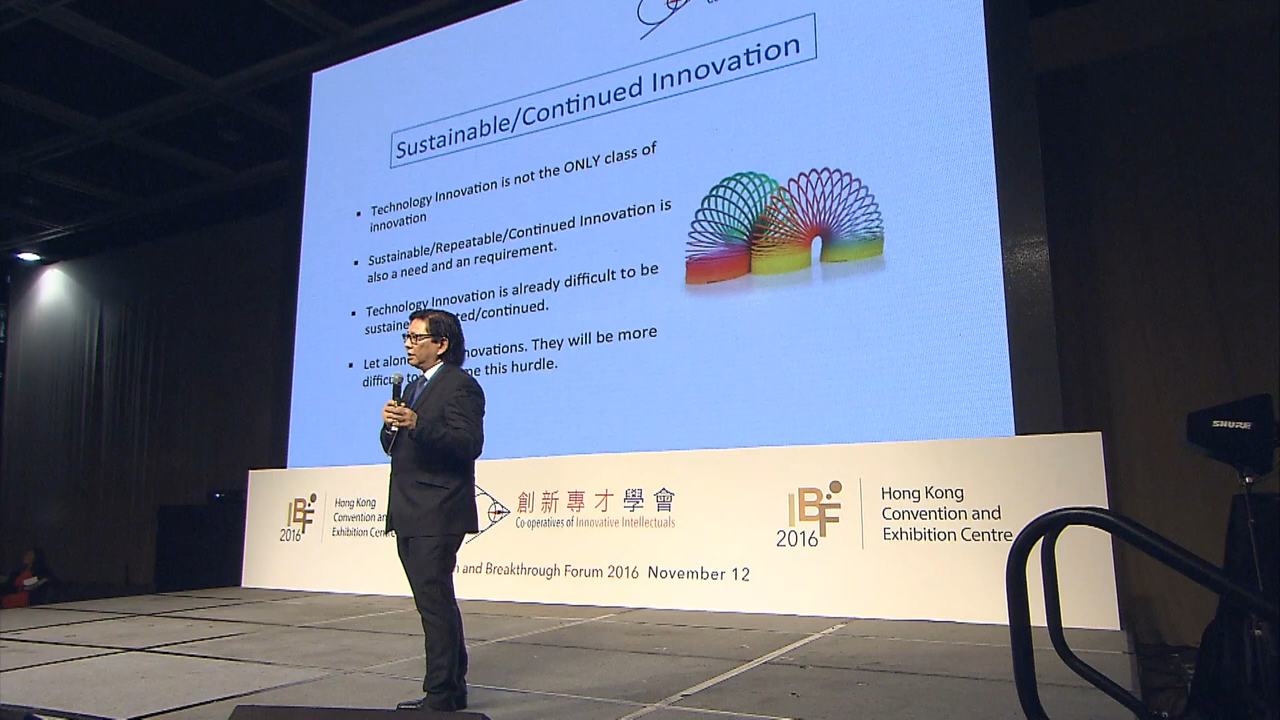 Sustainable/Continued Innovation
▪ Technology Innovation is not the ONLY class of
innovation
▪ Sustainable/Repeatable/Continued Innovation is
also a need and an requirement.
▪ Technology Innovation is already difficult to be
sustaine ted/continued.
▪ Let alon novations. They will be more
difficu to me this hurdle.
IBF
2016
Hong Kong
Convention an
Exhibition Centre
創新專才學會
Co-operatives of Innovative Intellectuals
n and Breakthrough Forum 2016 November 12
IBF
2016
Hong Kong
Convention and
Exhibition Centre
SHURE